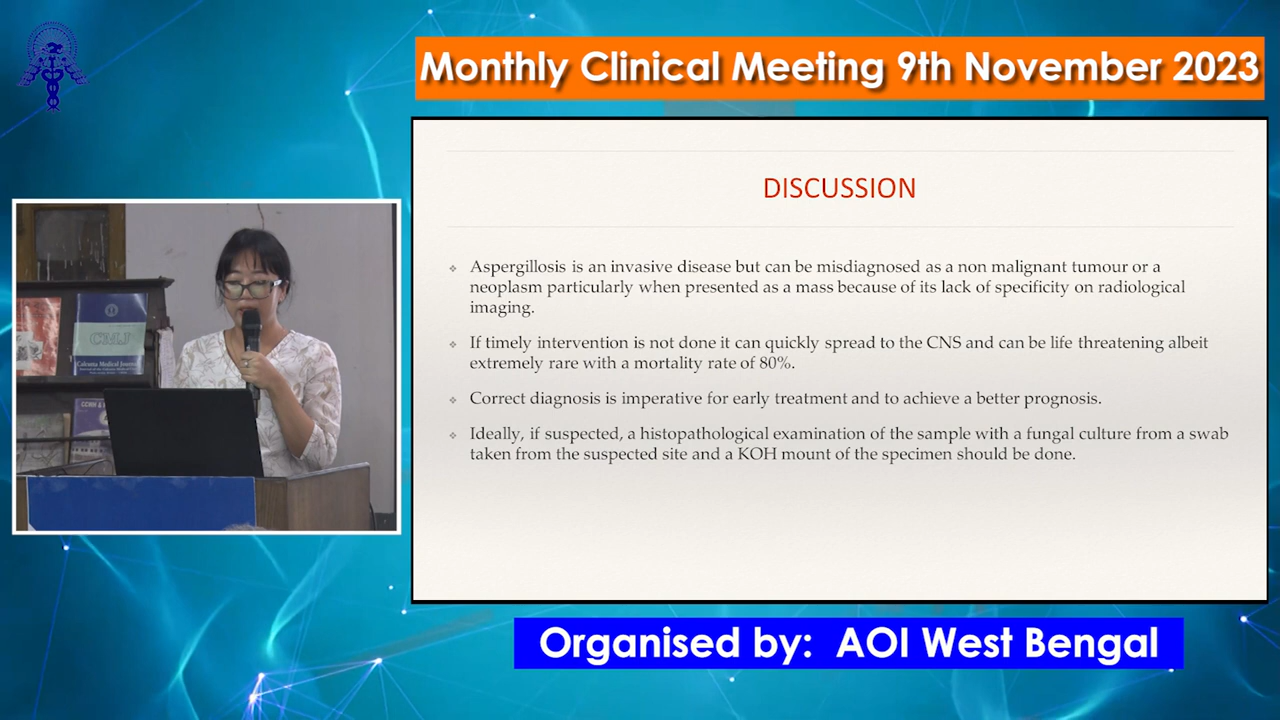 Monthly Clinical Meeting 9th November 2023
DISCUSSION
Aspergillosis is an invasive disease but can be misdiagnosed as a non malignant tumour or a
neoplasm particularly when presented as a mass because of its lack of specificity on radiological
imaging.
If timely intervention is not done it can quickly spread to the CNS and can be life threatening albeit
extremely rare with a mortality rate of 80%.
Correct diagnosis is imperative for early treatment and to achieve a better prognosis.
Ideally, if suspected, a histopathological examination of the sample with a fungal culture from a swab
taken from the suspected site and a KOH mount of the specimen should be done.
CMJ
Calcutta Medical Journal
Organised by: AOI West Bengal